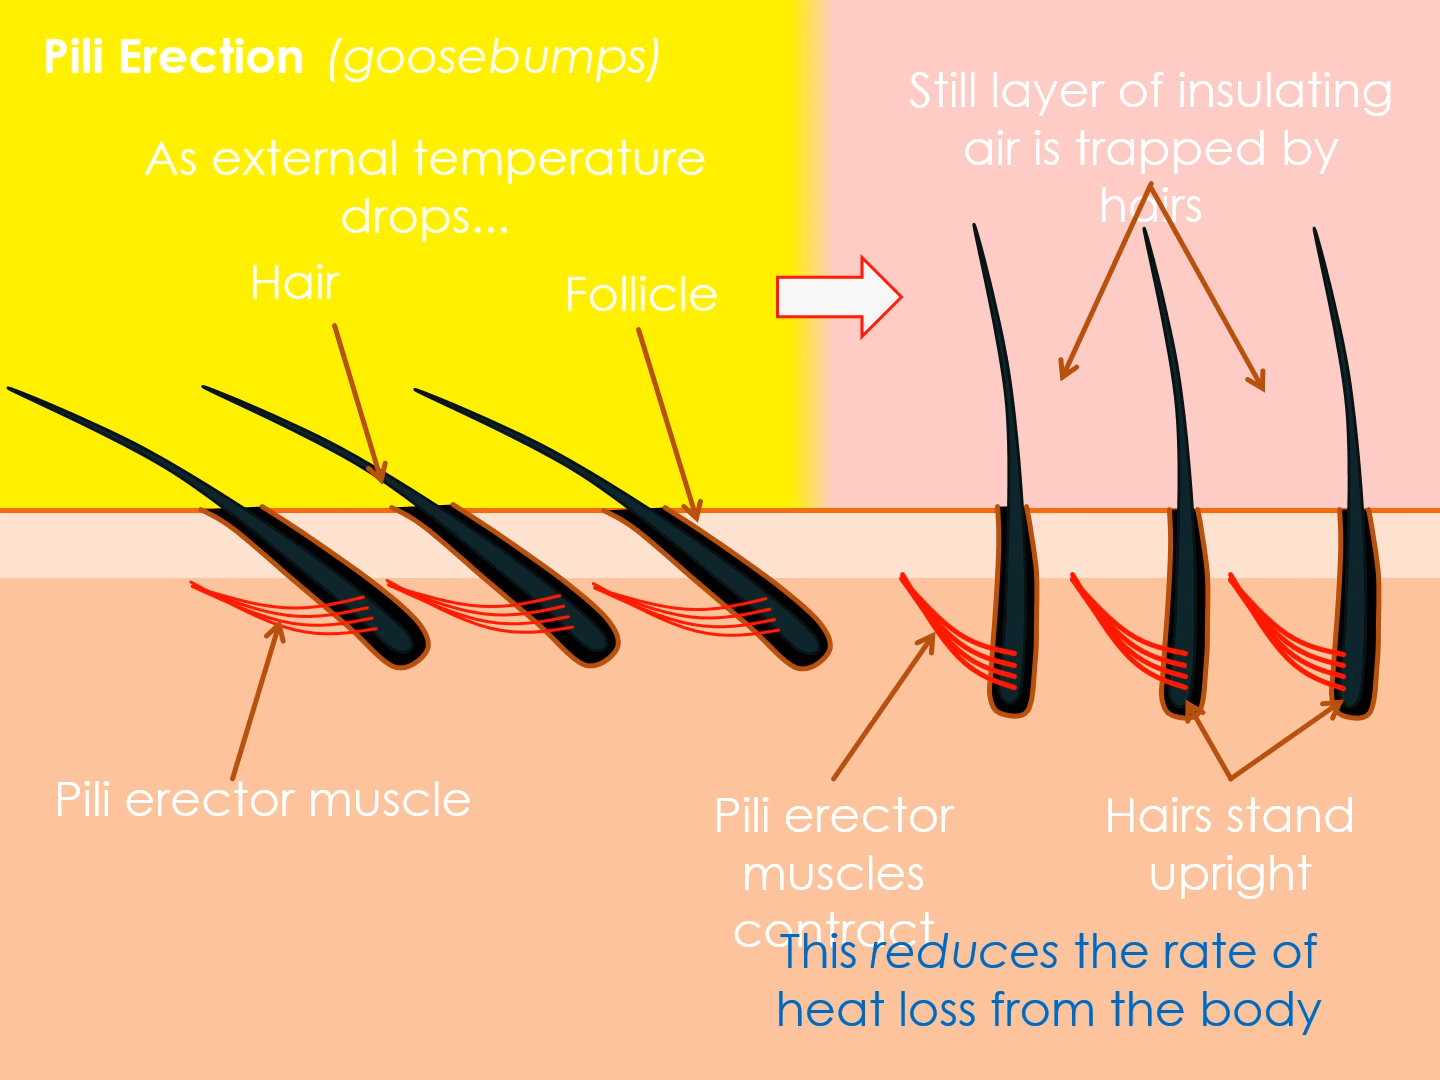 Pili Erection (goosebumps)
As external temperature
drops...
Hair
Follicle
Still layer of insulating
air is trapped by
hairs
Pili erector muscle
Pili erector
muscles
contract
Hairs stand
upright
This reduces the rate of
heat loss from the body